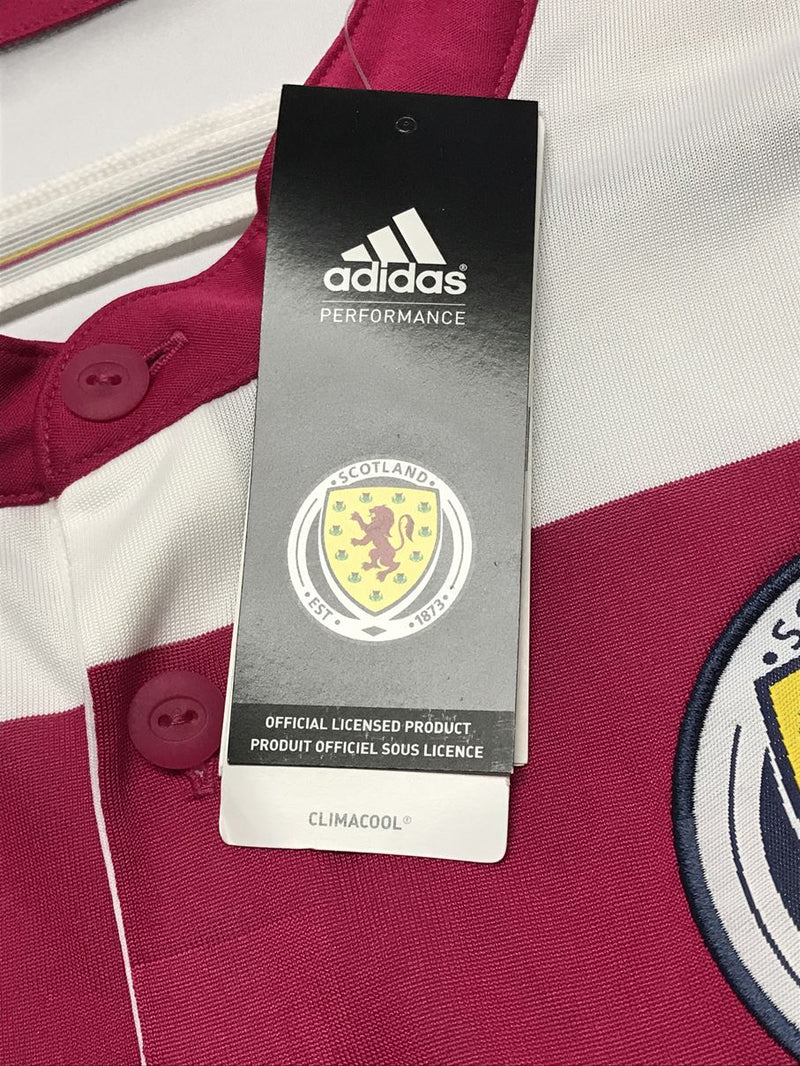 adidas®
PERFORMANCE
• SCOTLAND •
• EST •
• 1873 •
OFFICIAL LICENSED PRODUCT
PRODUIT OFFICIEL SOUS LICENCE
CLIMACOOL®